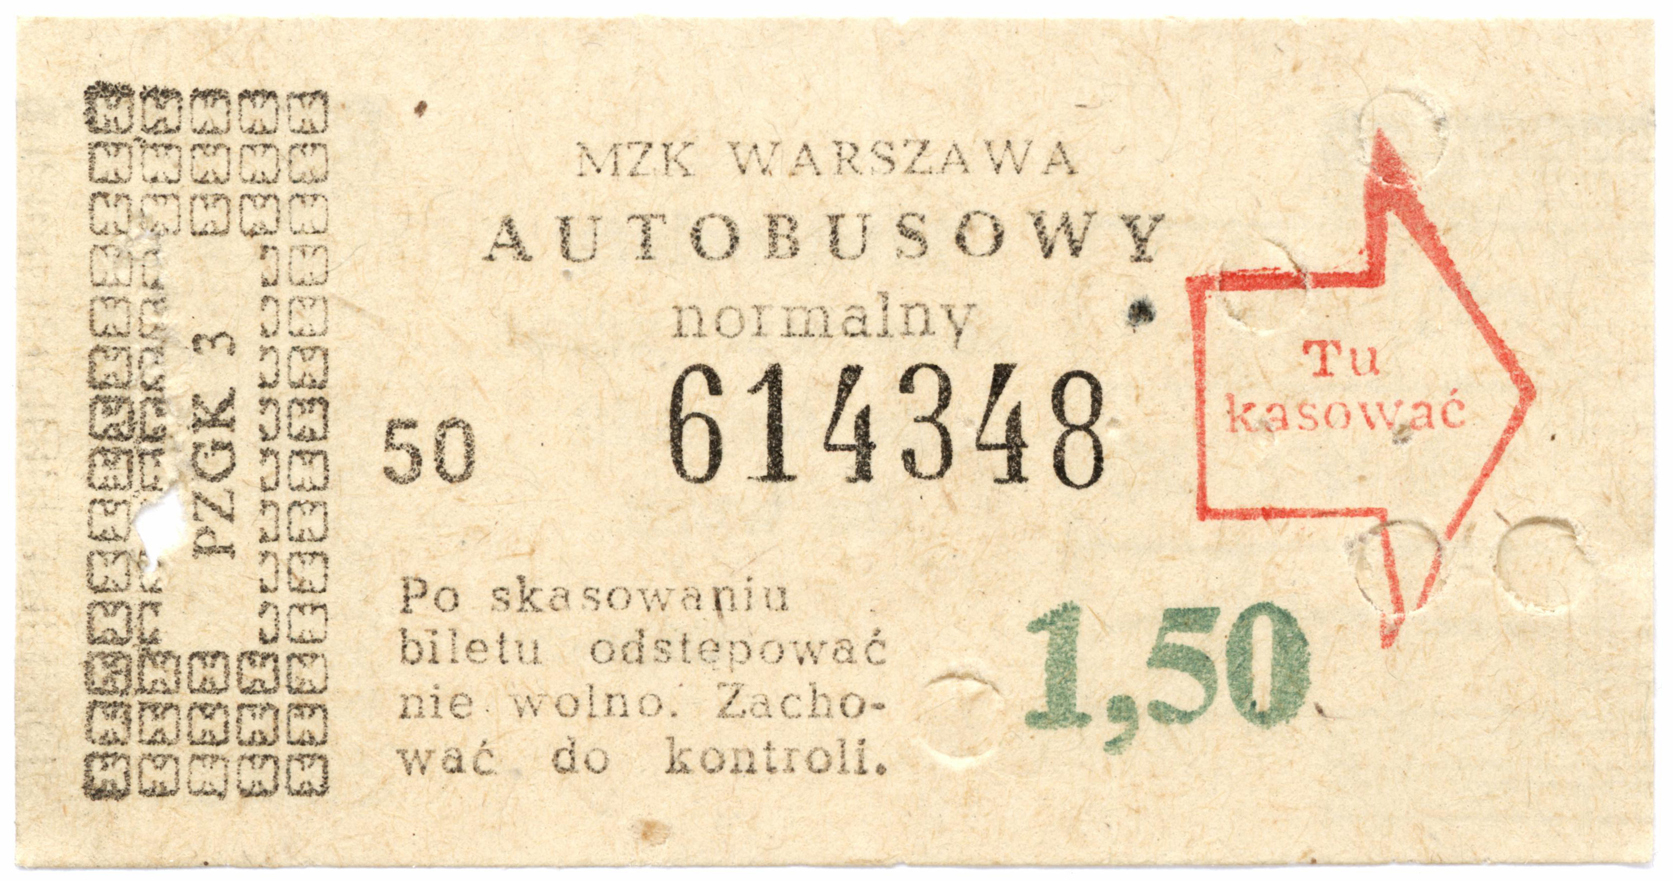 MZK WARSZAWA
AUTOBUSOWY
normalny
50 614348
PZGK 3
Tu
kasować
Po skasowaniu
biletu odstępować
nie wolno. Zacho-
wać do kontroli.
1,50